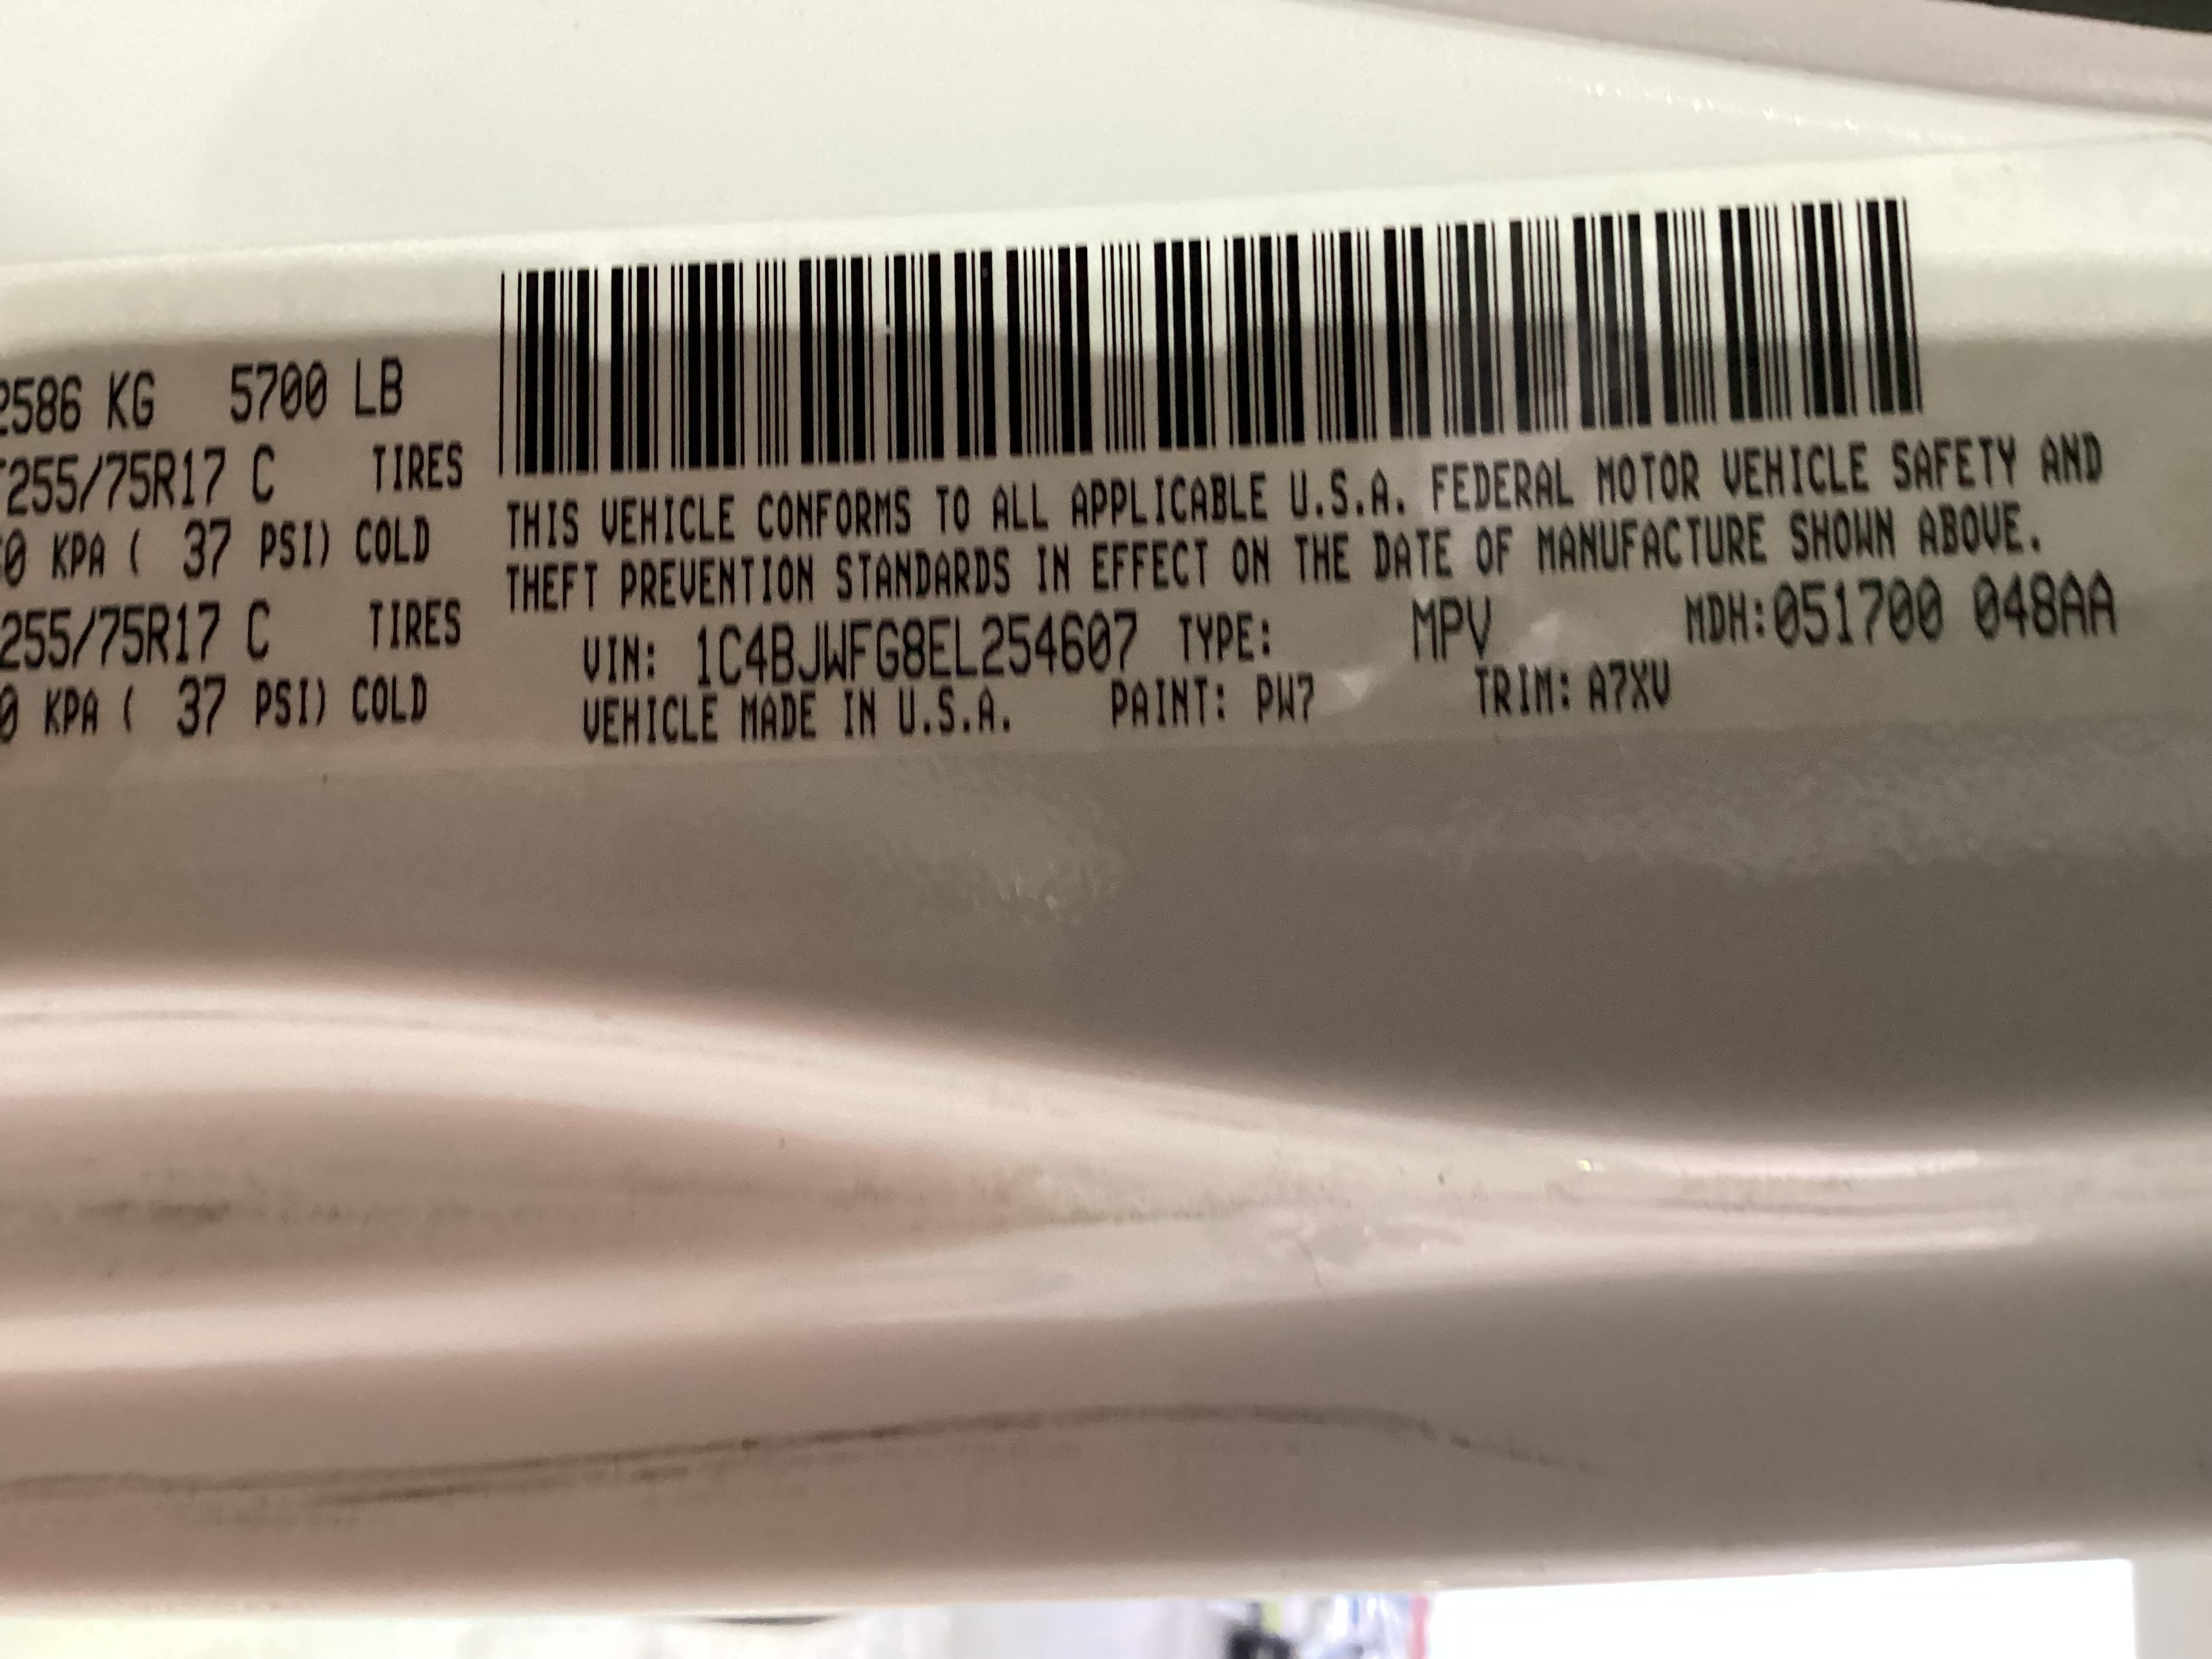 2586 KG 5700 LB
255/75R17 C TIRES
0 KPA ( 37 PSI) COLD
255/75R17 C TIRES
0 KPA ( 37 PSI) COLD
THIS VEHICLE CONFORMS TO ALL APPLICABLE U.S.A. FEDERAL MOTOR VEHICLE SAFETY AND
THEFT PREVENTION STANDARDS IN EFFECT ON THE DATE OF MANUFACTURE SHOWN ABOVE.
VIN: 1C4BJWFG8EL254607 TYPE: MPV MDH:051700 048AA
VEHICLE MADE IN U.S.A. PAINT: PW7 TRIM: A7XV